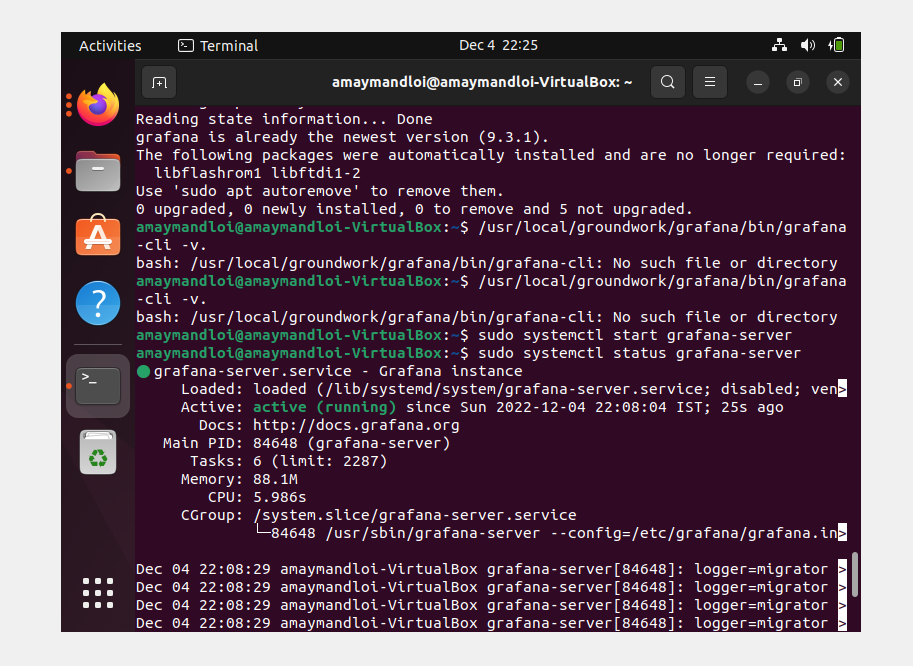 Activities
Terminal
Dec 4 22:25
amaymandloi@amaymandloi-VirtualBox: ~
Reading state information... Done
grafana is already the newest version (9.3.1).
The following packages were automatically installed and are no longer required:
libflashrom1 libftdi1-2
Use 'sudo apt autoremove' to remove them.
0 upgraded, 0 newly installed, 0 to remove and 5 not upgraded.
amaymandloi@amaymandloi-VirtualBox:~$ /usr/local/groundwork/grafana/bin/grafana
-cli -v.
bash: /usr/local/groundwork/grafana/bin/grafana-cli: No such file or directory
amaymandloi@amaymandloi-VirtualBox:~$ /usr/local/groundwork/grafana/bin/grafana
-cli -v.
bash: /usr/local/groundwork/grafana/bin/grafana-cli: No such file or directory
amaymandloi@amaymandloi-VirtualBox:~$ sudo systemctl start grafana-server
amaymandloi@amaymandloi-VirtualBox:~$ sudo systemctl status grafana-server
● grafana-server.service - Grafana instance
Loaded: loaded (/lib/systemd/system/grafana-server.service; disabled; ven>
Active: active (running) since Sun 2022-12-04 22:08:04 IST; 25s ago
Docs: http://docs.grafana.org
Main PID: 84648 (grafana-server)
Tasks: 6 (limit: 2287)
Memory: 88.1M
CPU: 5.986s
CGroup: /system.slice/grafana-server.service
└─84648 /usr/sbin/grafana-server --config=/etc/grafana/grafana.in>
Dec 04 22:08:29 amaymandloi-VirtualBox grafana-server[84648]: logger=migrator >
Dec 04 22:08:29 amaymandloi-VirtualBox grafana-server[84648]: logger=migrator >
Dec 04 22:08:29 amaymandloi-VirtualBox grafana-server[84648]: logger=migrator >
Dec 04 22:08:29 amaymandloi-VirtualBox grafana-server[84648]: logger=migrator >